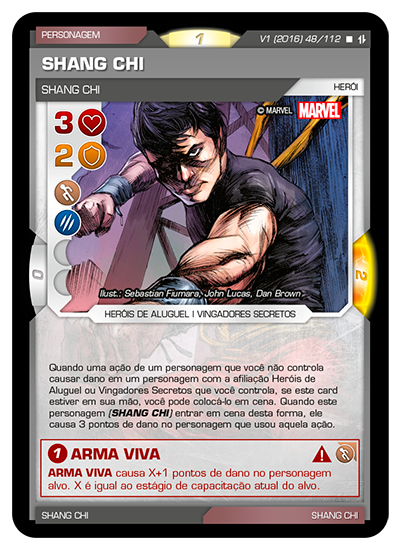 PERSONAGEM
1
V1 (2016) 48/112
SHANG CHI
SHANG CHI
HERÓI
© MARVEL MARVEL
3
2
0
2
Ilust.: Sebastian Fiumara, John Lucas, Dan Brown
HERÓIS DE ALUGUEL | VINGADORES SECRETOS
Quando uma ação de um personagem que você não controla
causar dano em um personagem com a afiliação Heróis de
Aluguel ou Vingadores Secretos que você controla, se este card
estiver em sua mão, você pode colocá-lo em cena. Quando este
personagem (SHANG CHI) entrar em cena desta forma, ele
causa 3 pontos de dano no personagem que usou aquela ação.
1 ARMA VIVA
ARMA VIVA causa X+1 pontos de dano no personagem
alvo. X é igual ao estágio de capacitação atual do alvo.
SHANG CHI
SHANG CHI